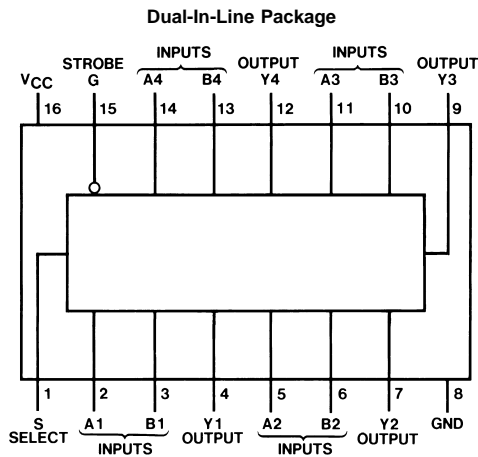 Dual-In-Line Package
INPUTS INPUTS
STROBE OUTPUT OUTPUT
VCC G A4 B4 Y4 A3 B3 Y3
16 15 14 13 12 11 10 9
1 2 3 4 5 6 7 8
S A1 B1 Y1 A2 B2 Y2 GND
SELECT INPUTS OUTPUT INPUTS OUTPUT